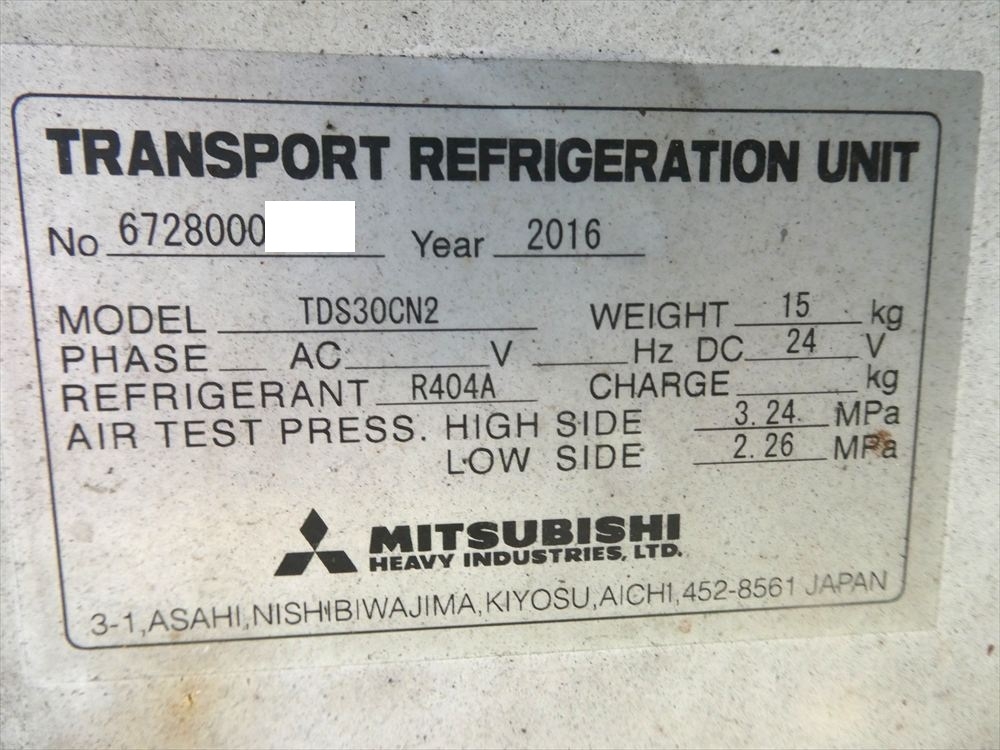 TRANSPORT REFRIGERATION UNIT
No 6728000 Year 2016
MODEL TDS30CN2 WEIGHT 15 kg
PHASE AC V Hz DC 24 V
REFRIGERANT R404A CHARGE kg
AIR TEST PRESS. HIGH SIDE 3.24 MPa
LOW SIDE 2.26 MPa
MITSUBISHI
HEAVY INDUSTRIES, LTD.
3-1,ASAHI,NISHIBIWAJIMA,KIYOSU,AICHI,452-8561 JAPAN